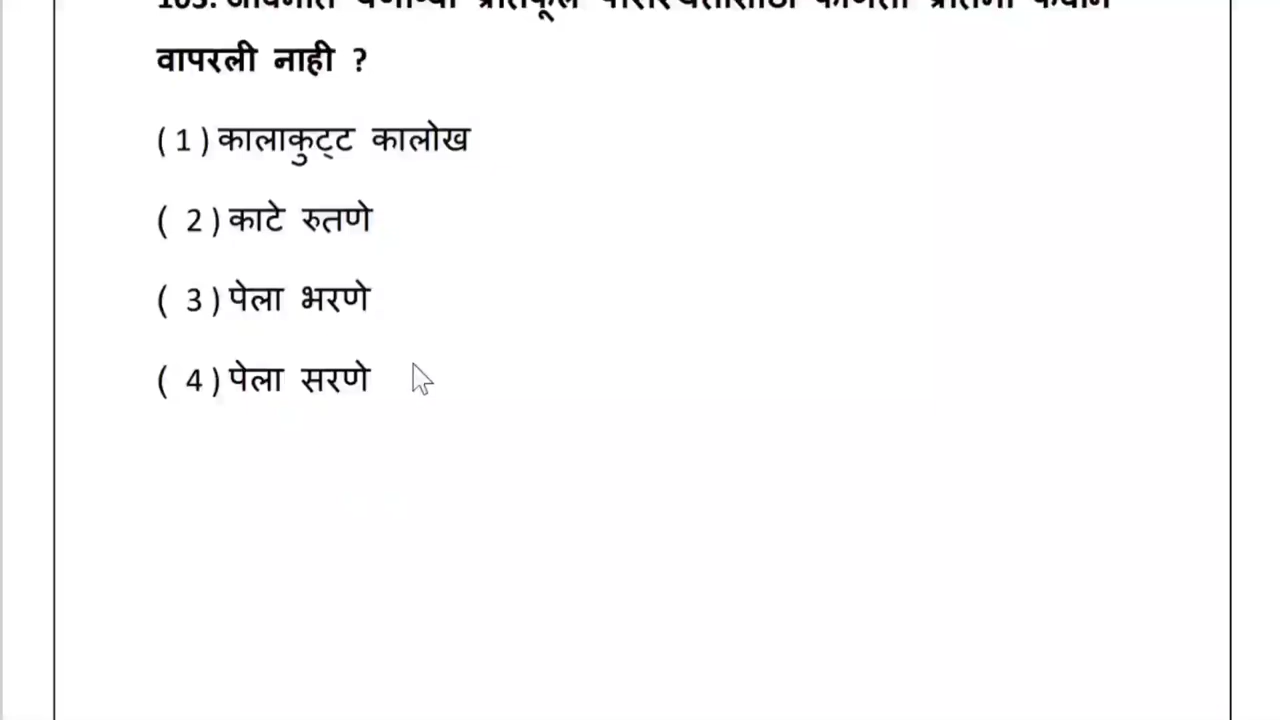 वापरली नाही ?
( 1 ) कालाकुट्ट कालोख
( 2 ) काटे रुतणे
( 3 ) पेला भरणे
( 4 ) पेला सरणे